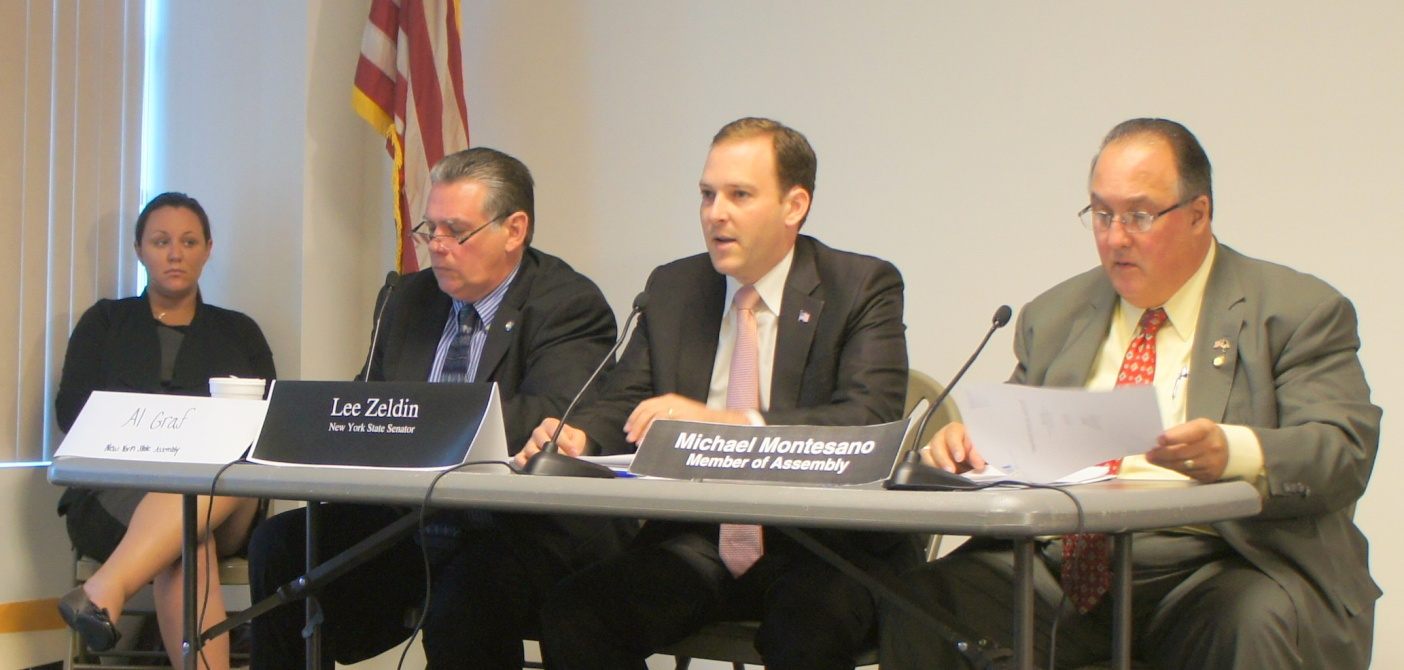 Al Graf
New York State Assembly
Lee Zeldin
New York State Senator
Michael Montesano
Member of Assembly